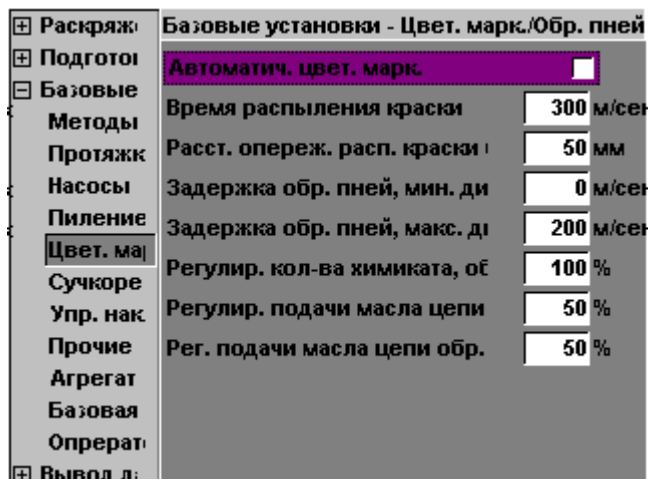 Раскряж
Подготов
Базовые
Методы
Протяжк
Насосы
Пиление
Цвет. мар
Сучкоре
Упр. нак
Прочие
Агрегат
Базовая
Опрерат
Вывод д
Базовые установки - Цвет. марк./Обр. пней
Автоматич. цвет. марк.
Время распыления краски 300 м/сек
Расст. опереж. расп. краски 50 мм
Задержка обр. пней, мин. ди 0 м/сек
Задержка обр. пней, макс. ди 200 м/сек
Регулир. кол-ва химиката, об 100 %
Регулир. подачи масла цепи 50 %
Рег. подачи масла цепи обр. 50 %